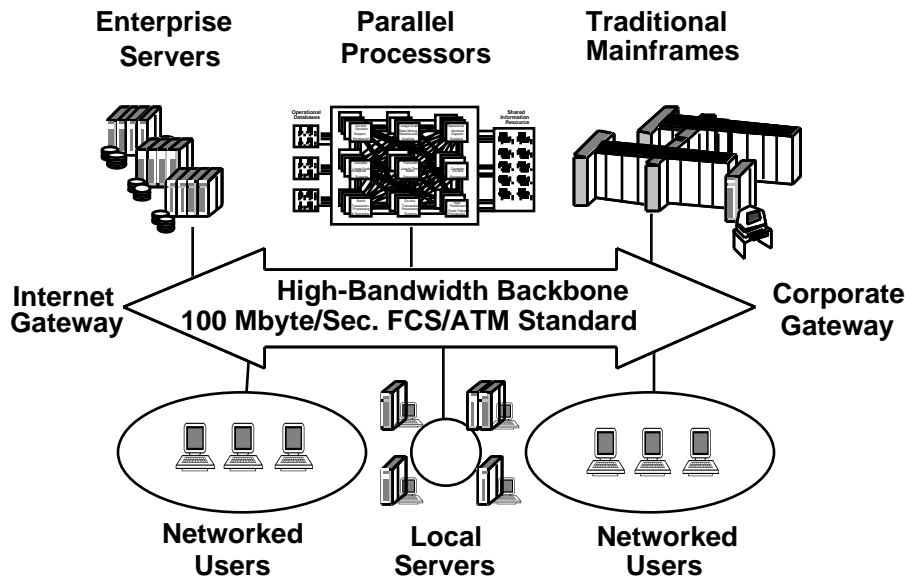 Enterprise
Servers
Parallel
Processors
Traditional
Mainframes
Operational
Databases
Shared
Information
Resource
Internet
Gateway
High-Bandwidth Backbone
100 Mbyte/Sec. FCS/ATM Standard
Corporate
Gateway
Networked
Users
Local
Servers
Networked
Users